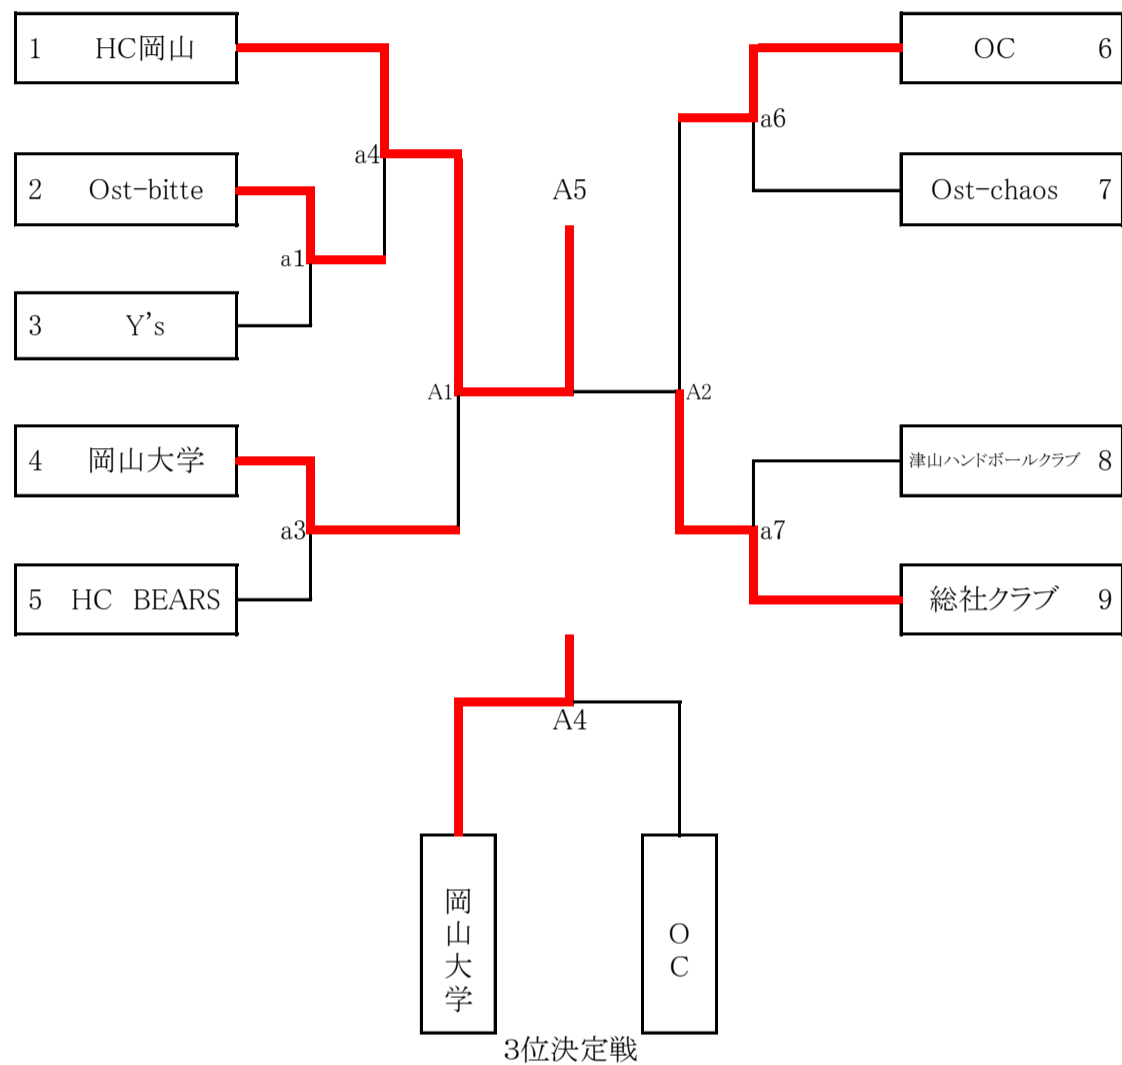 1 HC岡山
OC 6
a6
a4
2 Ost-bitte
A5
Ost-chaos 7
a1
3 Y's
A1
A2
4 岡山大学
津山ハンドボールクラブ 8
a3
a7
5 HC BEARS
総社クラブ 9
A4
岡山大学
OC
3位決定戦